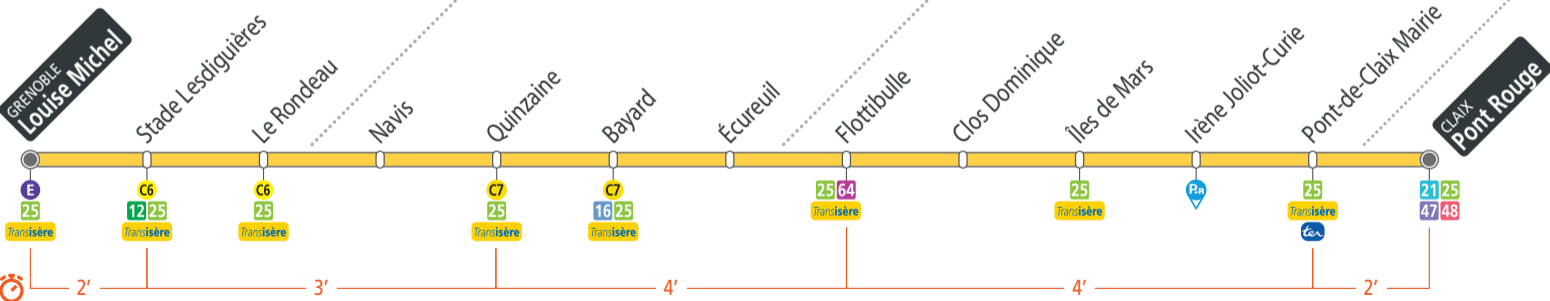 GRENOBLE
Louise Michel
Stade Lesdiguières
Le Rondeau
Navis
Quinzaine
Bayard
Écureuil
Flottibulle
Clos Dominique
Îles de Mars
Irène Joliot-Curie
Pont-de-Claix Mairie
CLAIX
Pont Rouge
E
25
Transisère
C6
12 25
Transisère
C6
25
Transisère
C7
25
Transisère
C7
16 25
Transisère
25 64
Transisère
25
Transisère
P+R
25
Transisère
ter
21 25
47 48
2’ 3’ 4’ 4’ 2’